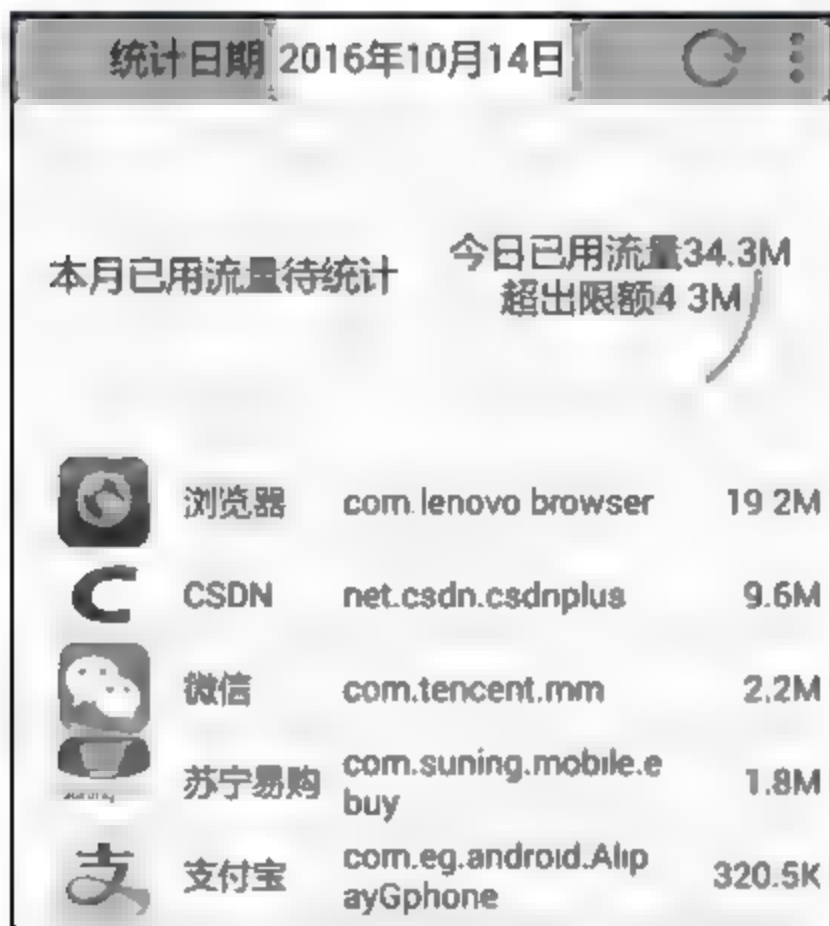 统计日期 2016年10月14日
本月已用流量待统计
今日已用流量34.3M
超出限额4 3M
浏览器 com.lenovo browser 19 2M
CSDN net.csdn.csdnplus 9.6M
微信 com.tencent.mm 2.2M
苏宁易购 com.suning.mobile.e
buy 1.8M
支付宝 com.eg.android.Alip
ayGphone 320.5K